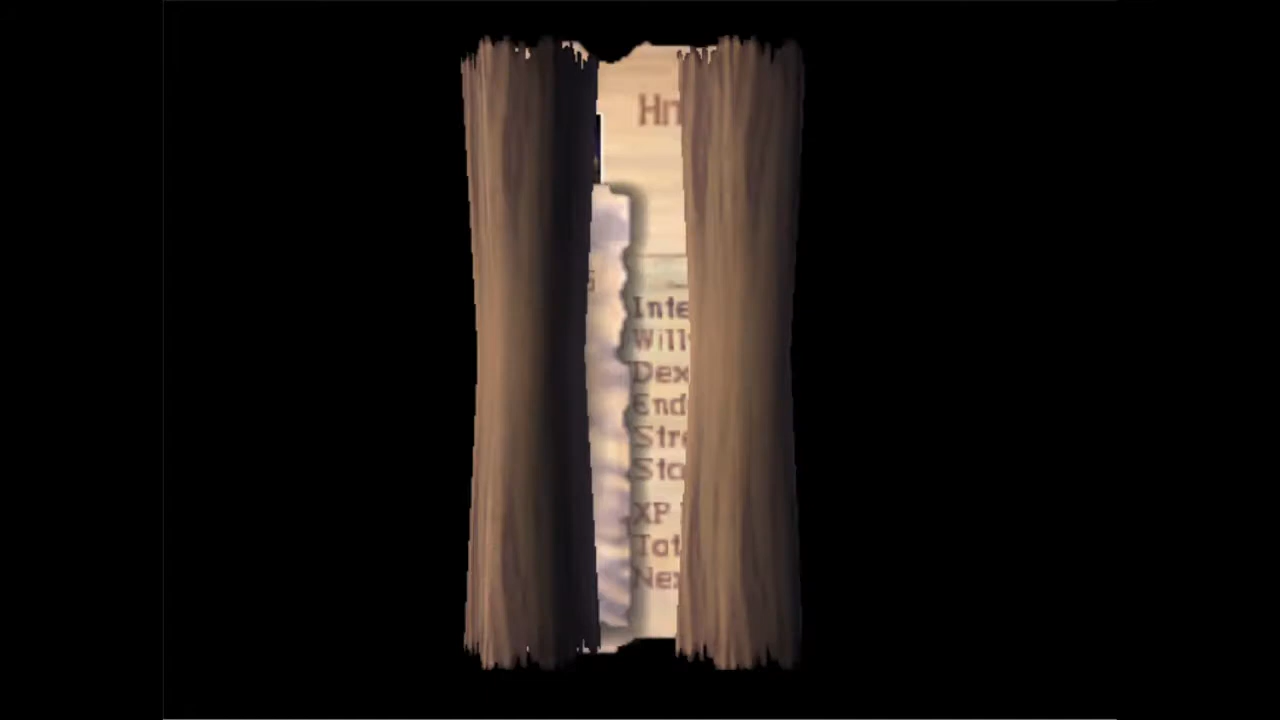 Hn
Inte
Will
Dex
End
Stre
Sta
XP
Tot
Nex